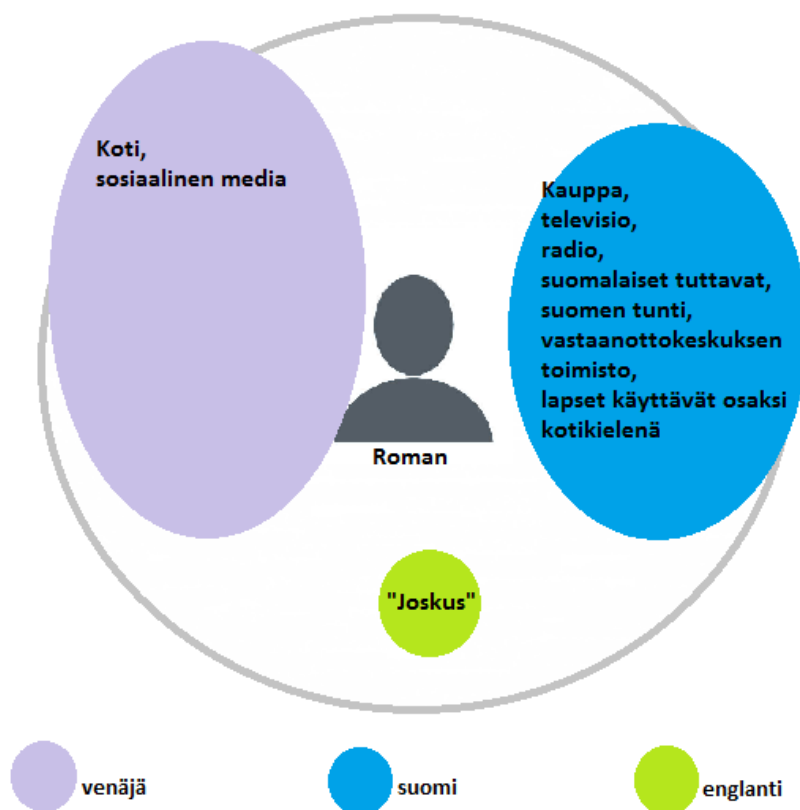 Koti,
sosiaalinen media
Kauppa,
televisio,
radio,
suomalaiset tuttavat,
suomen tunti,
vastaanottokeskuksen
toimisto,
lapset käyttävät osaksi
kotikielenä
Roman
"Joskus"
venäjä
suomi
englanti